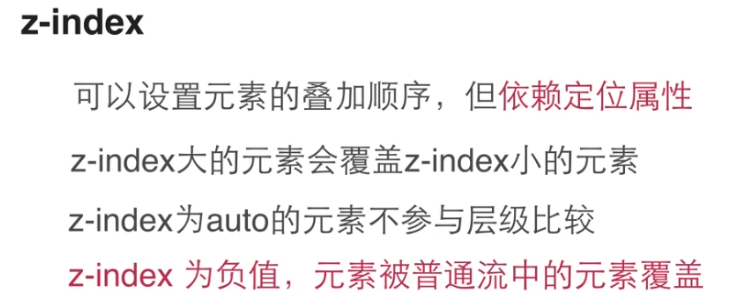 z-index
可以设置元素的叠加顺序，但依赖定位属性
z-index大的元素会覆盖z-index小的元素
z-index为auto的元素不参与层级比较
z-index 为负值，元素被普通流中的元素覆盖